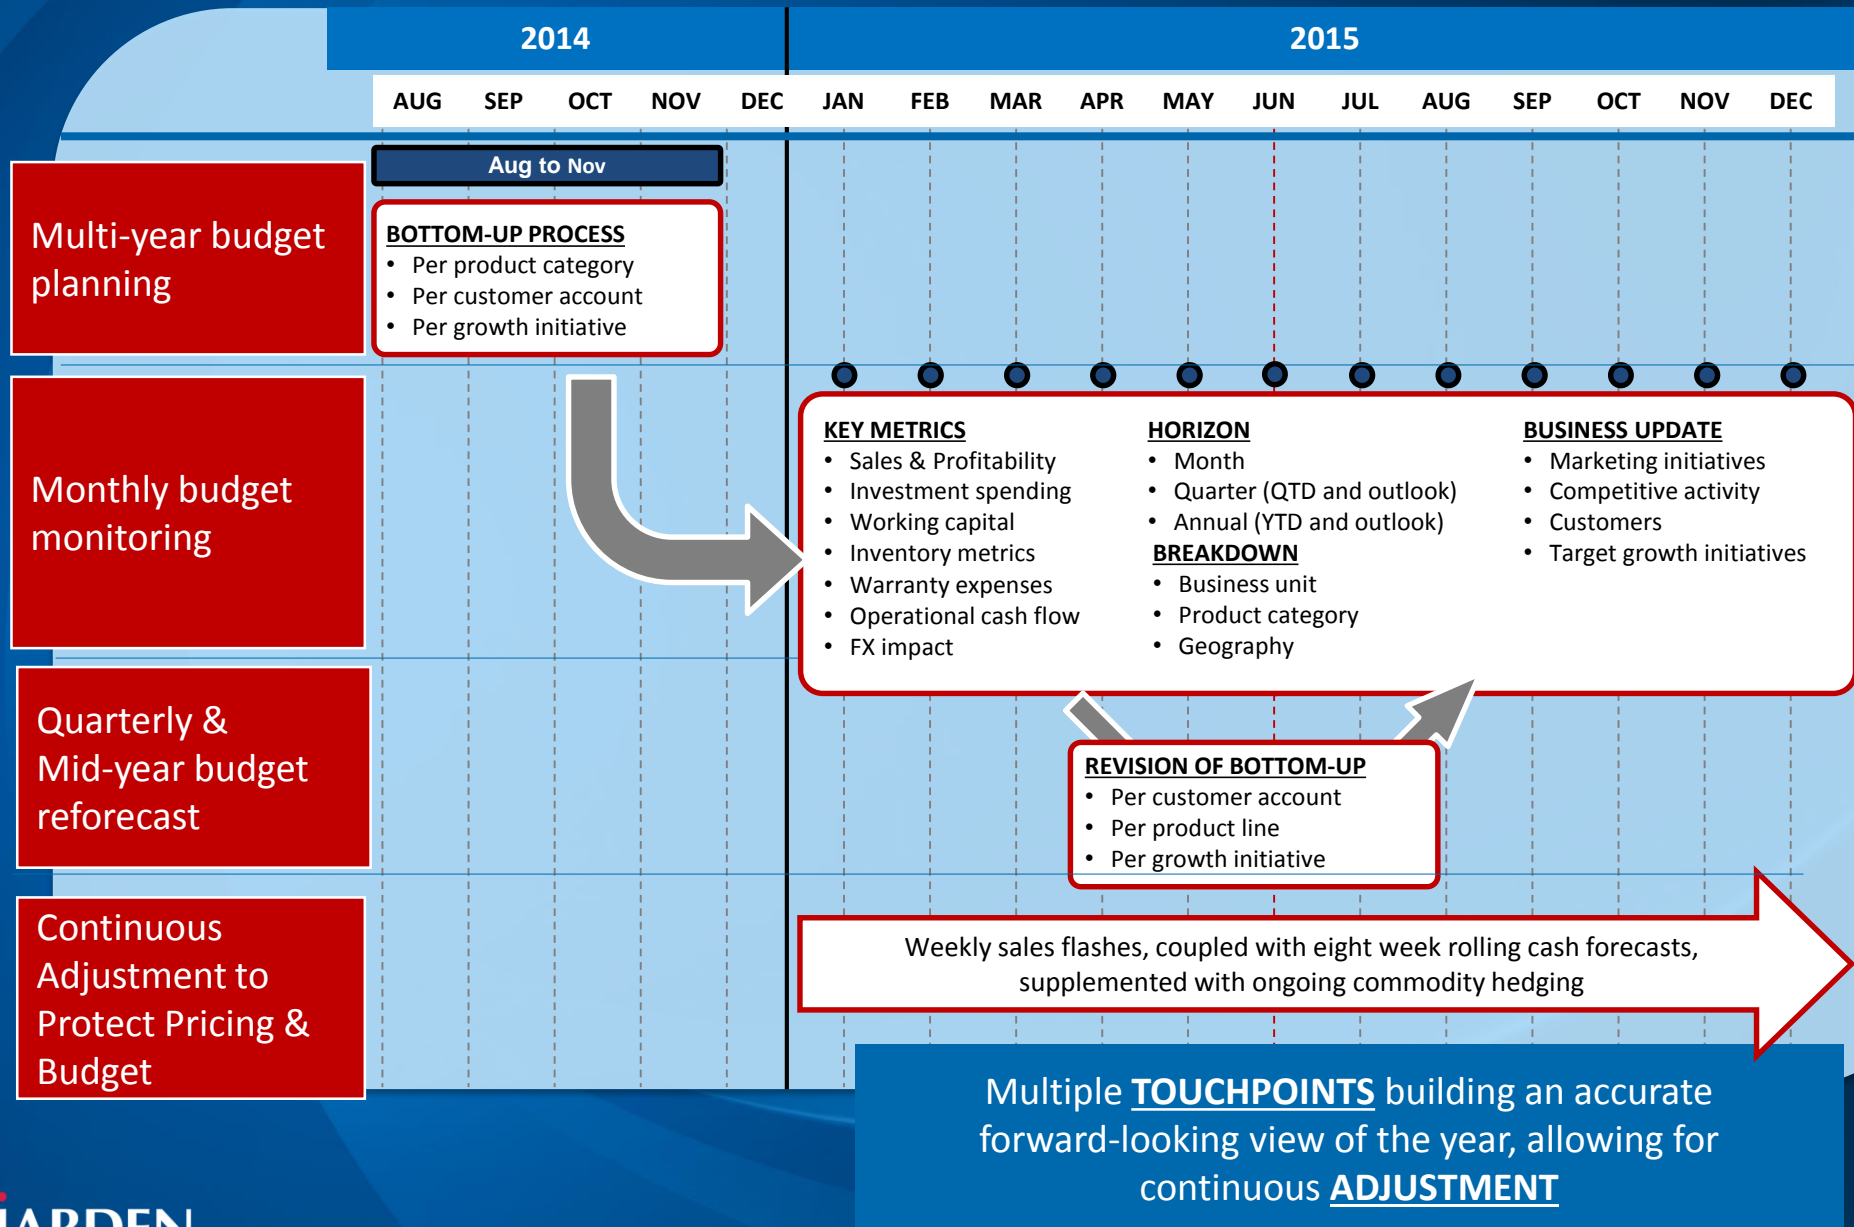 2014
2015
AUG SEP OCT NOV DEC JAN FEB MAR APR MAY JUN JUL AUG SEP OCT NOV DEC
Aug to Nov
Multi-year budget
planning
BOTTOM-UP PROCESS
• Per product category
• Per customer account
• Per growth initiative
Monthly budget
monitoring
KEY METRICS
• Sales & Profitability
• Investment spending
• Working capital
• Inventory metrics
• Warranty expenses
• Operational cash flow
• FX impact
HORIZON
• Month
• Quarter (QTD and outlook)
• Annual (YTD and outlook)
BREAKDOWN
• Business unit
• Product category
• Geography
BUSINESS UPDATE
• Marketing initiatives
• Competitive activity
• Customers
• Target growth initiatives
Quarterly &
Mid-year budget
reforecast
REVISION OF BOTTOM-UP
• Per customer account
• Per product line
• Per growth initiative
Continuous
Adjustment to
Protect Pricing &
Budget
Weekly sales flashes, coupled with eight week rolling cash forecasts,
supplemented with ongoing commodity hedging
Multiple TOUCHPOINTS building an accurate
forward-looking view of the year, allowing for
continuous ADJUSTMENT
JARDEN